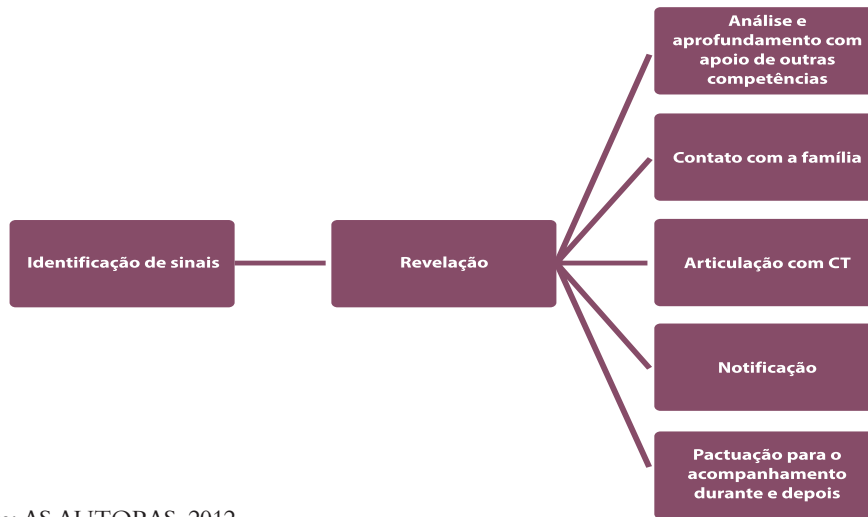 Análise e
aprofundamento com
apoio de outras
competências
Contato com a família
Identificação de sinais
Revelação
Articulação com CT
Notificação
Pactuação para o
acompanhamento
durante e depois
AS AUTORAS, 2012